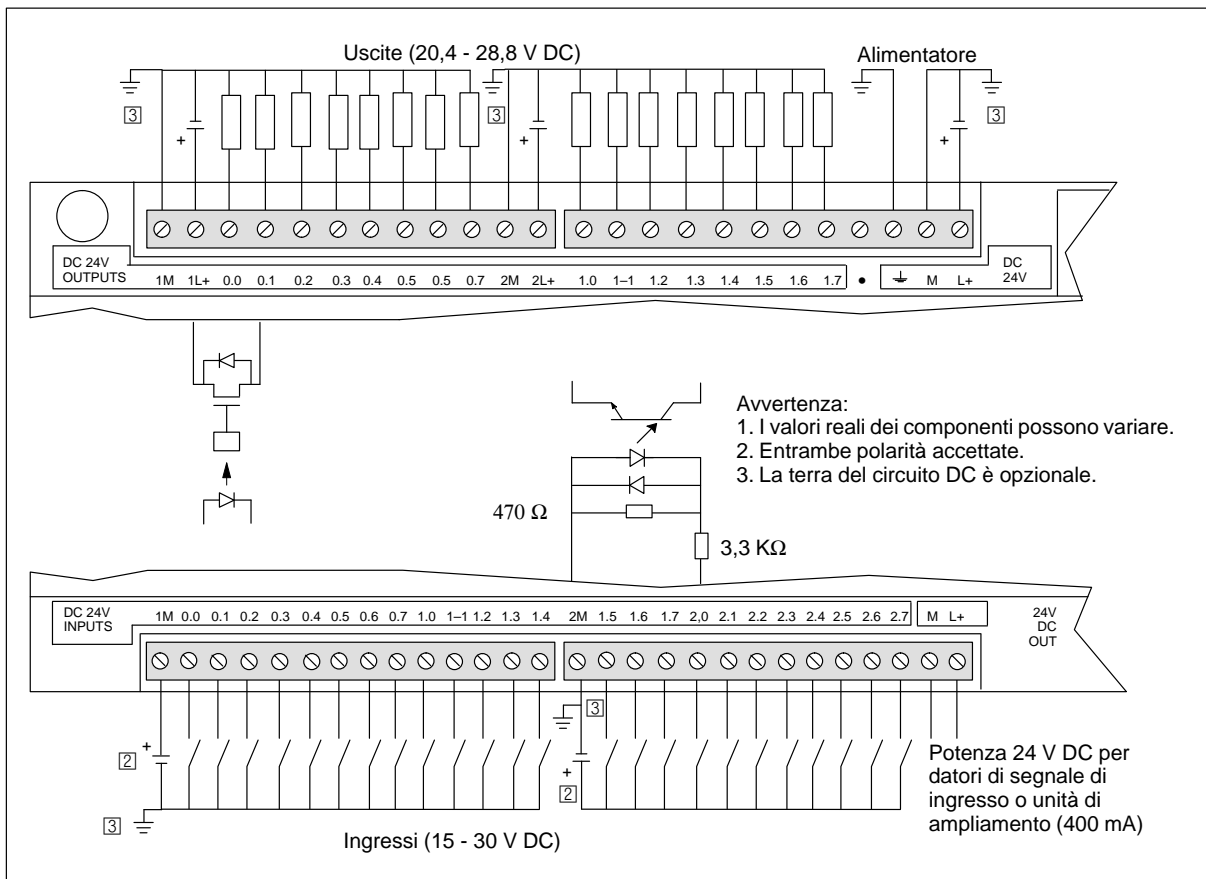 Uscite (20,4 - 28,8 V DC)
Alimentatore
3
3
3
+
+
+
DC 24V
OUTPUTS
1M 1L+ 0.0 0.1 0.2 0.3 0.4 0.5 0.5 0.7 2M 2L+ 1.0 1–1 1.2 1.3 1.4 1.5 1.6 1.7 • M L+
DC
24V
Avvertenza:
1. I valori reali dei componenti possono variare.
2. Entrambe polarità accettate.
3. La terra del circuito DC è opzionale.
470 Ω
3,3 KΩ
DC 24V
INPUTS
1M 0.0 0.1 0.2 0.3 0.4 0.5 0.6 0.7 1.0 1–1 1.2 1.3 1.4 2M 1.5 1.6 1.7 2,0 2.1 2.2 2.3 2.4 2.5 2.6 2.7 M L+
24V
DC
OUT
3
+
2
+
2
3
Potenza 24 V DC per
datori di segnale di
ingresso o unità di
ampliamento (400 mA)
Ingressi (15 - 30 V DC)